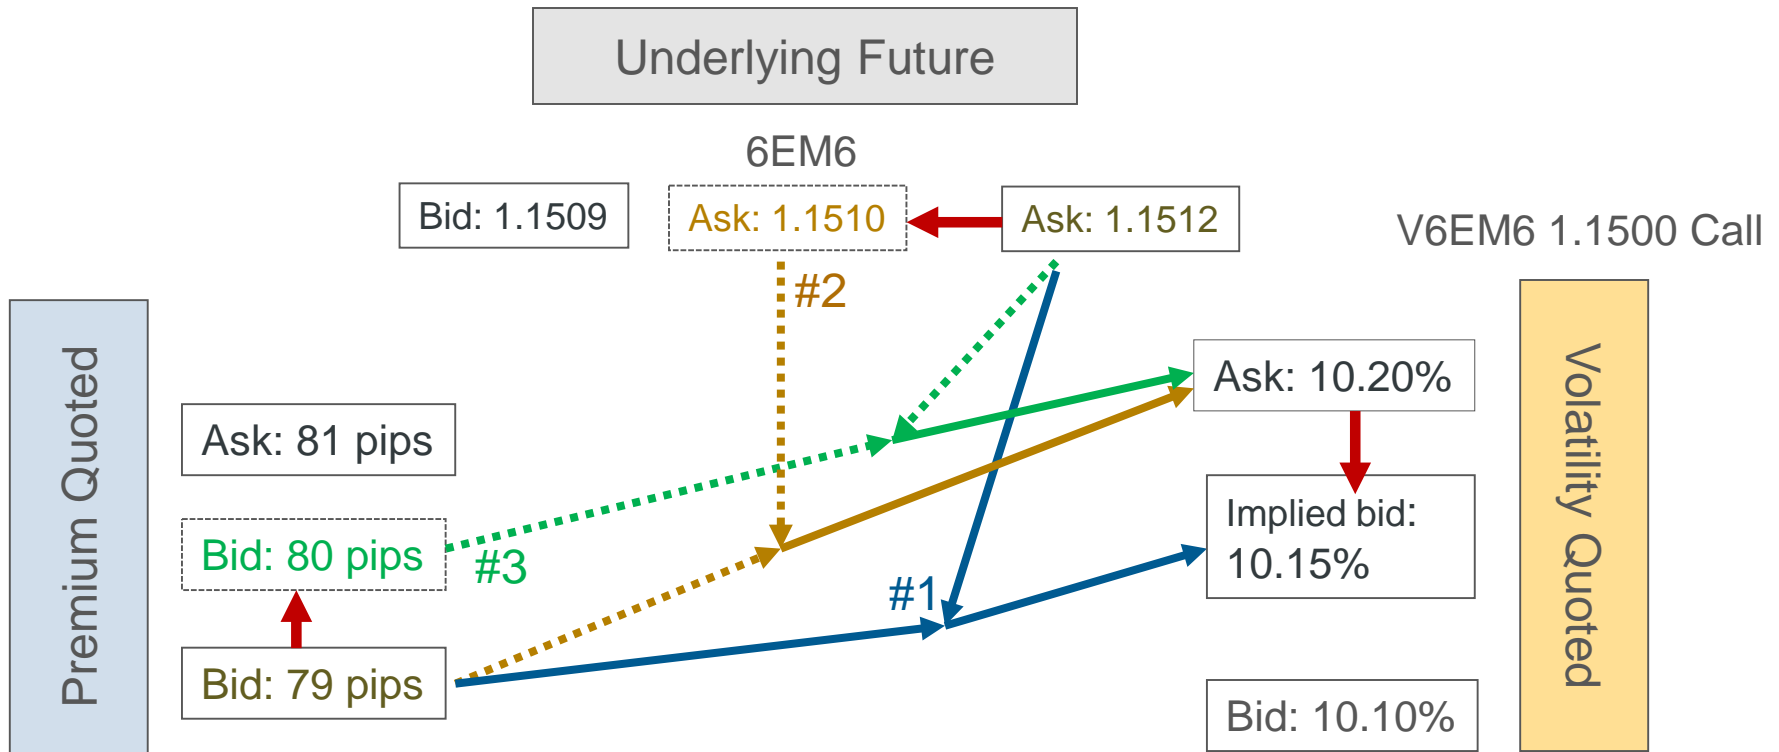 Underlying Future
6EM6
Bid: 1.1509
Ask: 1.1510
Ask: 1.1512
V6EM6 1.1500 Call
#2
Premium Quoted
Ask: 81 pips
Bid: 80 pips
#3
Bid: 79 pips
#1
Ask: 10.20%
Implied bid:
10.15%
Bid: 10.10%
Volatility Quoted